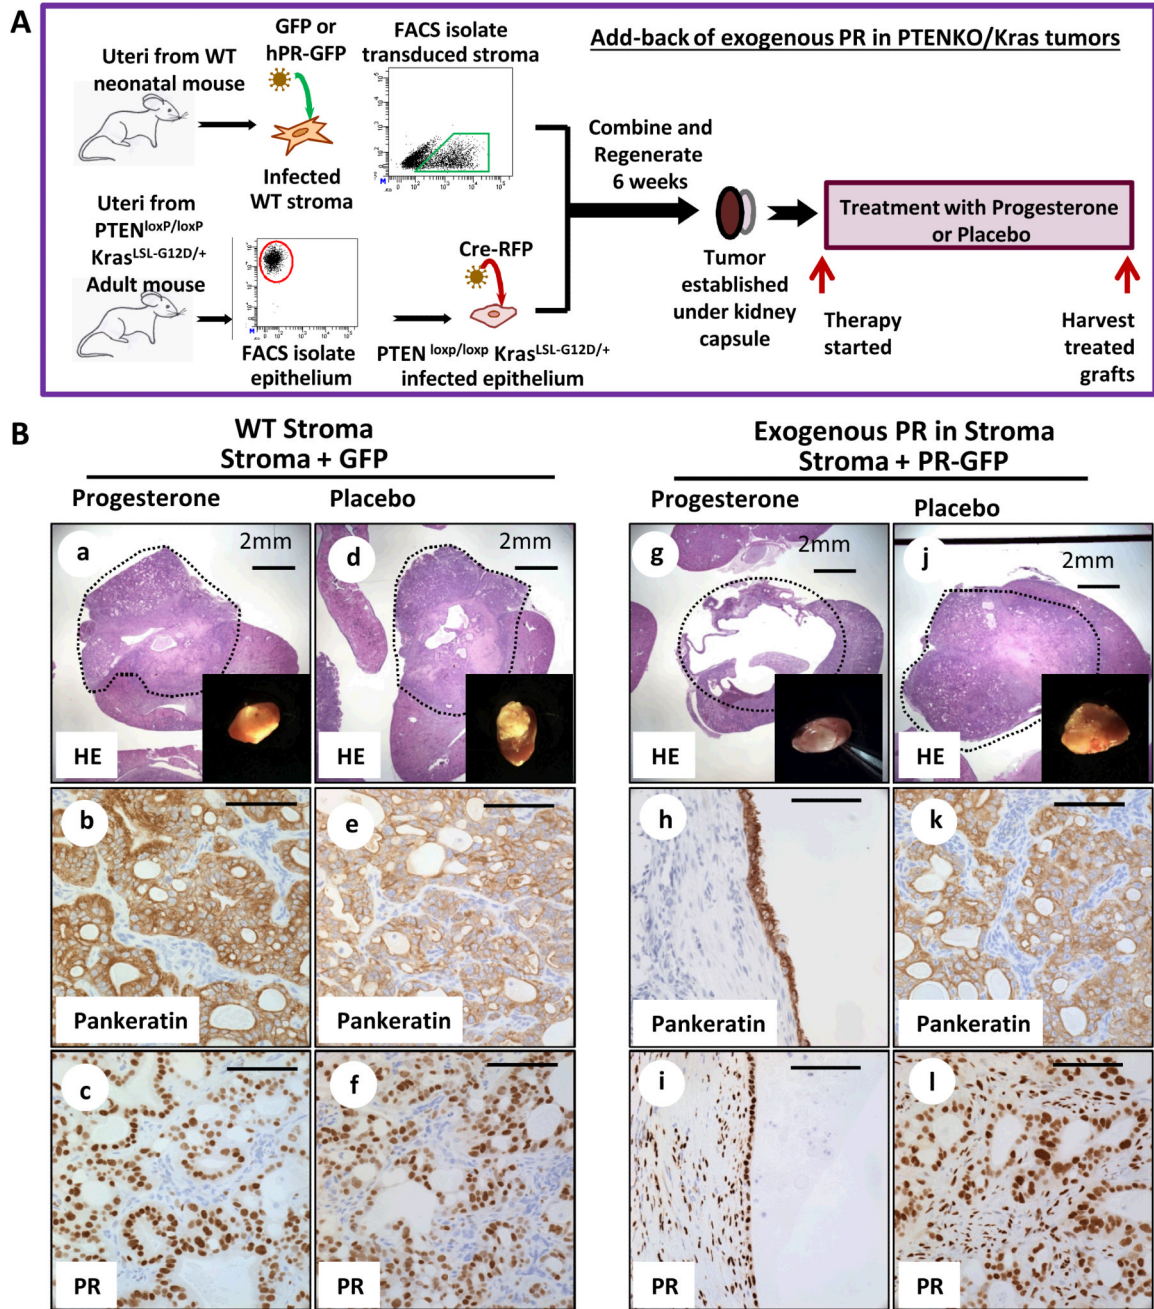 A
Add-back of exogenous PR in PTENKO/Kras tumors
Uteri from WT
neonatal mouse
GFP or
hPR-GFP
Infected
WT stroma
FACS isolate
transduced stroma
Uteri from
PTENloxP/loxP
KrasLSL-G12D/+
Adult mouse
FACS isolate
epithelium
Cre-RFP
PTEN loxp/loxp KrasLSL-G12D/+
infected epithelium
Combine and
Regenerate
6 weeks
Tumor
established
under kidney
capsule
Treatment with Progesterone
or Placebo
Therapy
started
Harvest
treated
grafts
B
WT Stroma
Stroma + GFP
Progesterone
Placebo
Exogenous PR in Stroma
Stroma + PR-GFP
Progesterone
Placebo
a
2mm
HE
d
2mm
HE
g
2mm
HE
j
2mm
HE
b
Pankeratin
e
Pankeratin
h
Pankeratin
k
Pankeratin
c
PR
f
PR
i
PR
l
PR